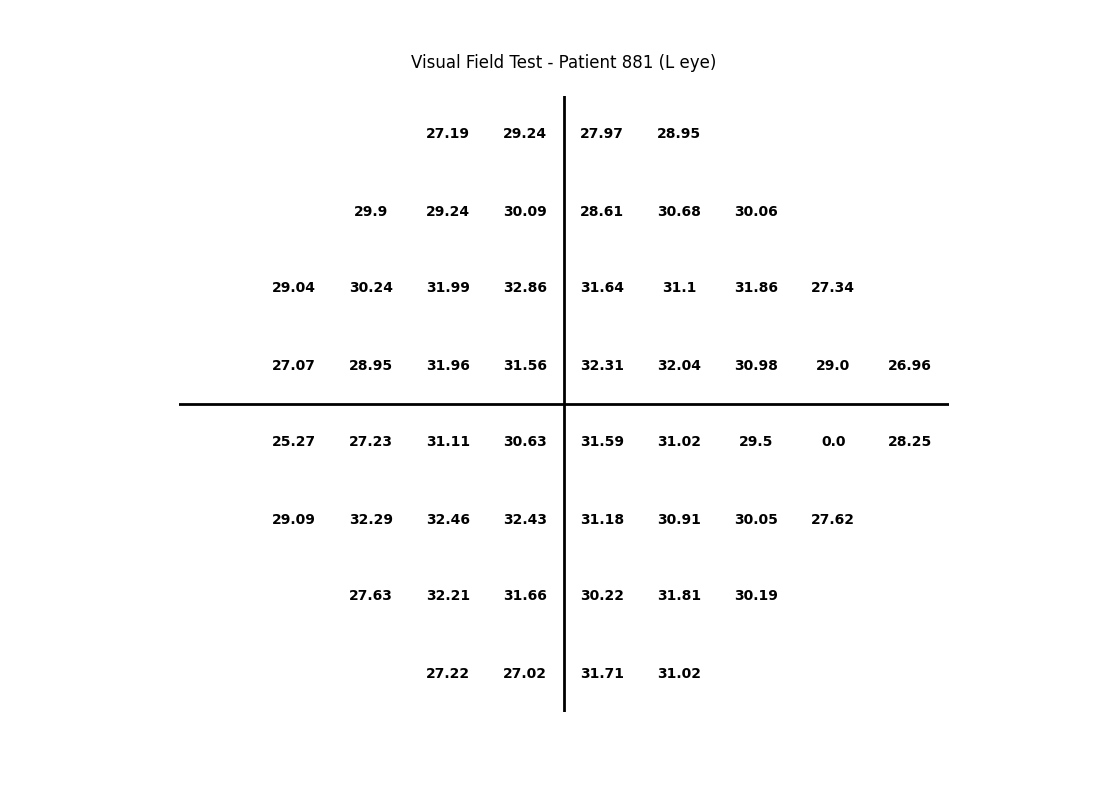 Visual Field Test - Patient 881 (L eye)
27.19 29.24 27.97 28.95
29.9 29.24 30.09 28.61 30.68 30.06
29.04 30.24 31.99 32.86 31.64 31.1 31.86 27.34
27.07 28.95 31.96 31.56 32.31 32.04 30.98 29.0 26.96
25.27 27.23 31.11 30.63 31.59 31.02 29.5 0.0 28.25
29.09 32.29 32.46 32.43 31.18 30.91 30.05 27.62
27.63 32.21 31.66 30.22 31.81 30.19
27.22 27.02 31.71 31.02